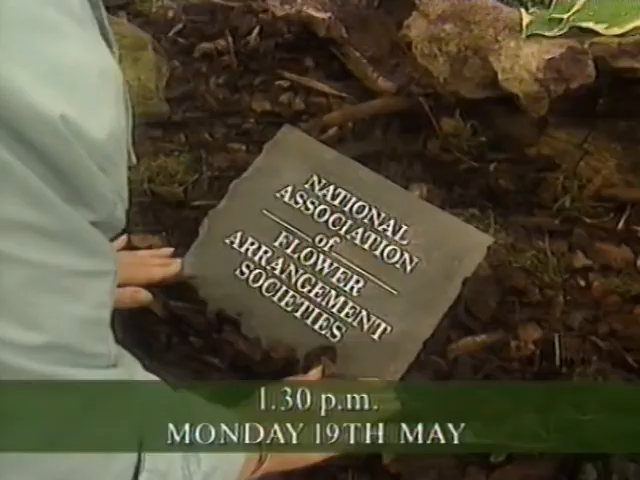 NATIONAL
ASSOCIATION
of
FLOWER
ARRANGEMENT
SOCIETIES
1.30 p.m.
MONDAY 19TH MAY